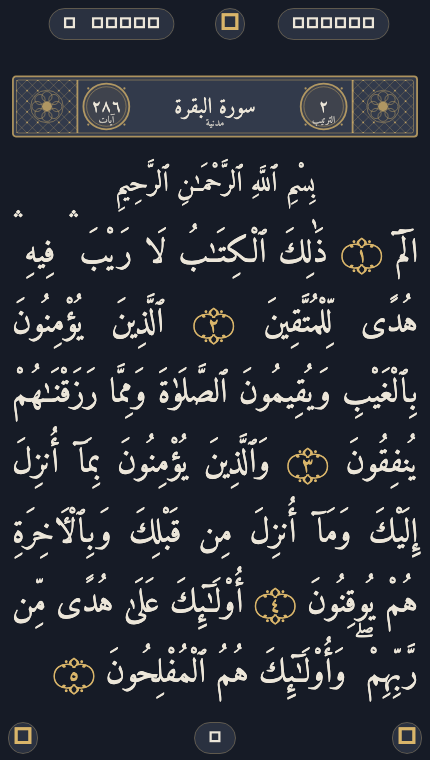 ٢٨٦ آيات سورة البقرة مدنية ٢ الترتيب
بِسْمِ ٱللَّهِ ٱلرَّحْمَـٰنِ ٱلرَّحِيمِ
الٓمٓ ١ ذَٰلِكَ ٱلْكِتَـٰبُ لَا رَيْبَ ۛ فِيهِ ۛ
هُدًى لِّلْمُتَّقِينَ ٢ ٱلَّذِينَ يُؤْمِنُونَ
بِٱلْغَيْبِ وَيُقِيمُونَ ٱلصَّلَوٰةَ وَمِمَّا رَزَقْنَـٰهُمْ
يُنفِقُونَ ٣ وَٱلَّذِينَ يُؤْمِنُونَ بِمَآ أُنزِلَ
إِلَيْكَ وَمَآ أُنزِلَ مِن قَبْلِكَ وَبِٱلْـَٔاخِرَةِ
هُمْ يُوقِنُونَ ٤ أُو۟لَـٰٓئِكَ عَلَىٰ هُدًى مِّن
رَّبِّهِمْ ۖ وَأُو۟لَـٰٓئِكَ هُمُ ٱلْمُفْلِحُونَ ٥